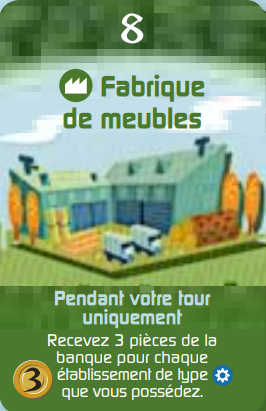 8
Fabrique
de meubles
Pendant votre tour
uniquement
Recevez 3 pièces de la
banque pour chaque
établissement de type
que vous possédez.
3